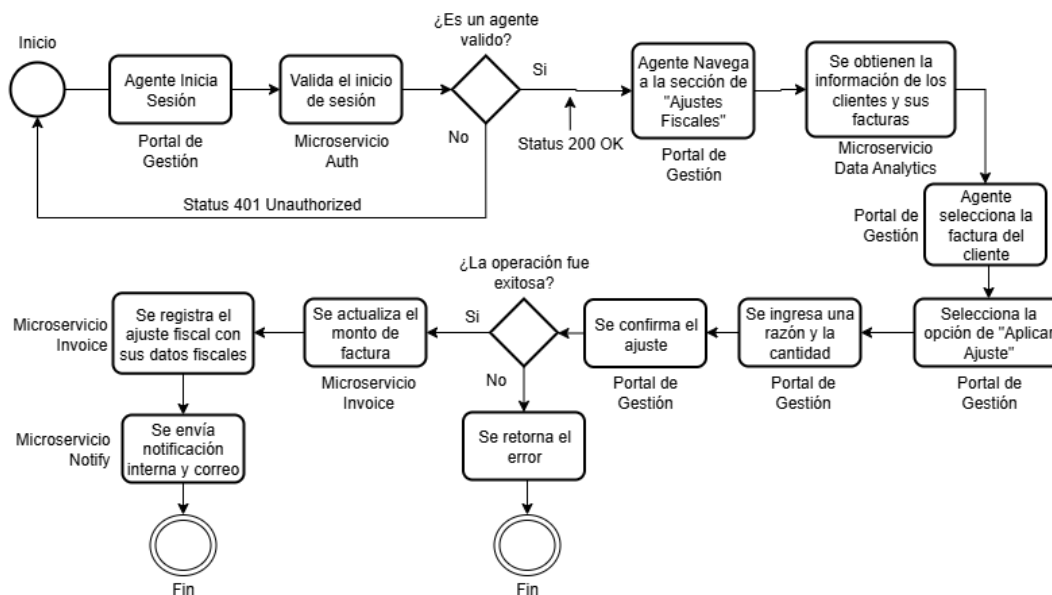 Inicio
Agente Inicia
Sesión
Portal de
Gestión
Valida el inicio
de sesión
Microservicio
Auth
¿Es un agente
valido?
Si
No
Status 200 OK
Status 401 Unauthorized
Agente Navega
a la sección de
"Ajustes
Fiscales"
Portal de
Gestión
Se obtienen la
información de los
clientes y sus
facturas
Microservicio
Data Analytics
Agente
selecciona la
factura del
cliente
Portal de
Gestión
Selecciona la
opción de "Aplicar
Ajuste"
Portal de
Gestión
Se ingresa una
razón y la
cantidad
Portal de
Gestión
Se confirma el
ajuste
Portal de
Gestión
¿La operación fue
exitosa?
Si
No
Se actualiza el
monto de
factura
Microservicio
Invoice
Se registra el
ajuste fiscal con
sus datos fiscales
Microservicio
Invoice
Se envía
notificación
interna y correo
Microservicio
Notify
Fin
Se retorna el
error
Fin